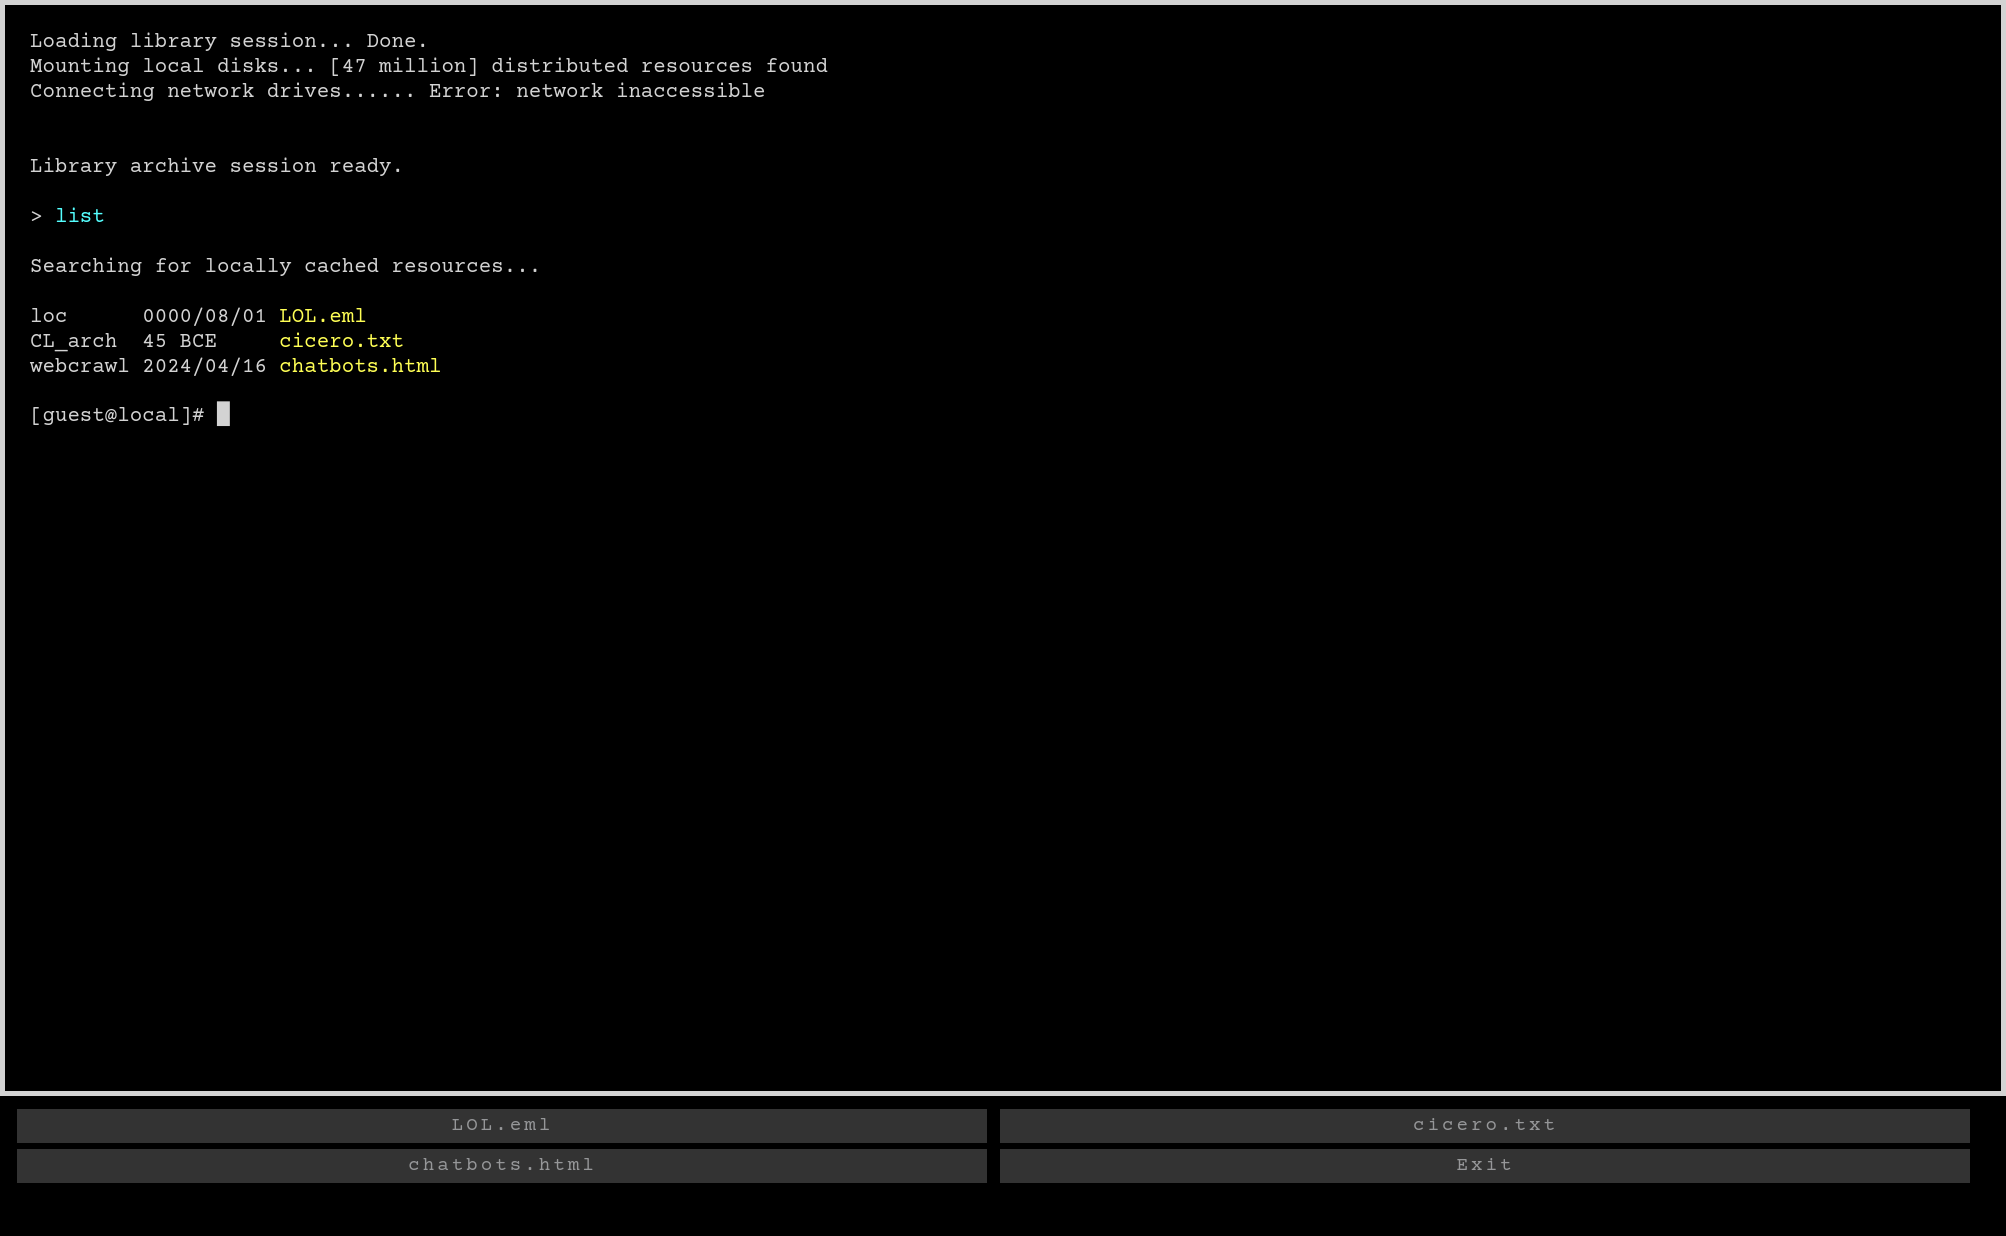 Loading library session... Done.
Mounting local disks... [47 million] distributed resources found
Connecting network drives...... Error: network inaccessible
Library archive session ready.
> list
Searching for locally cached resources...
loc      0000/08/01 LOL.eml
CL_arch  45 BCE     cicero.txt
webcrawl 2024/04/16 chatbots.html
[guest@local]#
LOL.eml
cicero.txt
chatbots.html
Exit